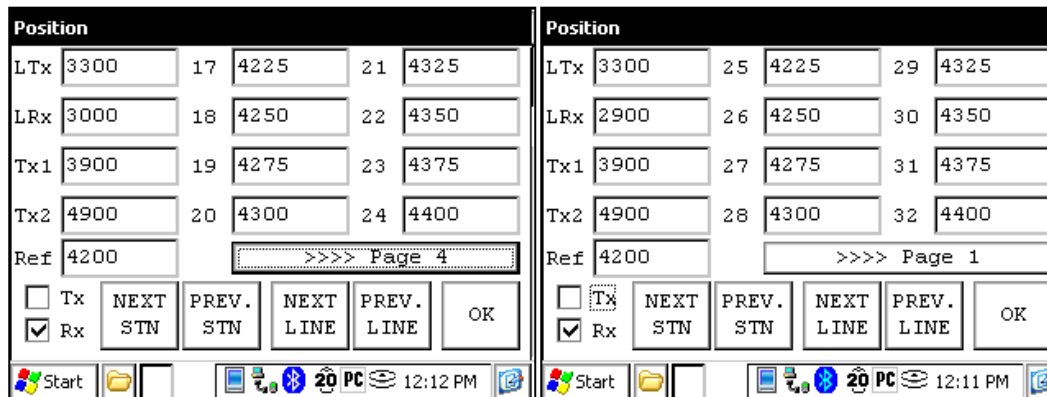 Position
LTx 3300 17 4225 21 4325
LRx 3000 18 4250 22 4350
Tx1 3900 19 4275 23 4375
Tx2 4900 20 4300 24 4400
Ref 4200 >>>> Page 4
Tx NEXT STN PREV. STN NEXT LINE PREV. LINE OK
Rx
Start 20 PC 12:12 PM
Position
LTx 3300 25 4225 29 4325
LRx 2900 26 4250 30 4350
Tx1 3900 27 4275 31 4375
Tx2 4900 28 4300 32 4400
Ref 4200 >>>> Page 1
Tx NEXT STN PREV. STN NEXT LINE PREV. LINE OK
Rx
Start 20 PC 12:11 PM